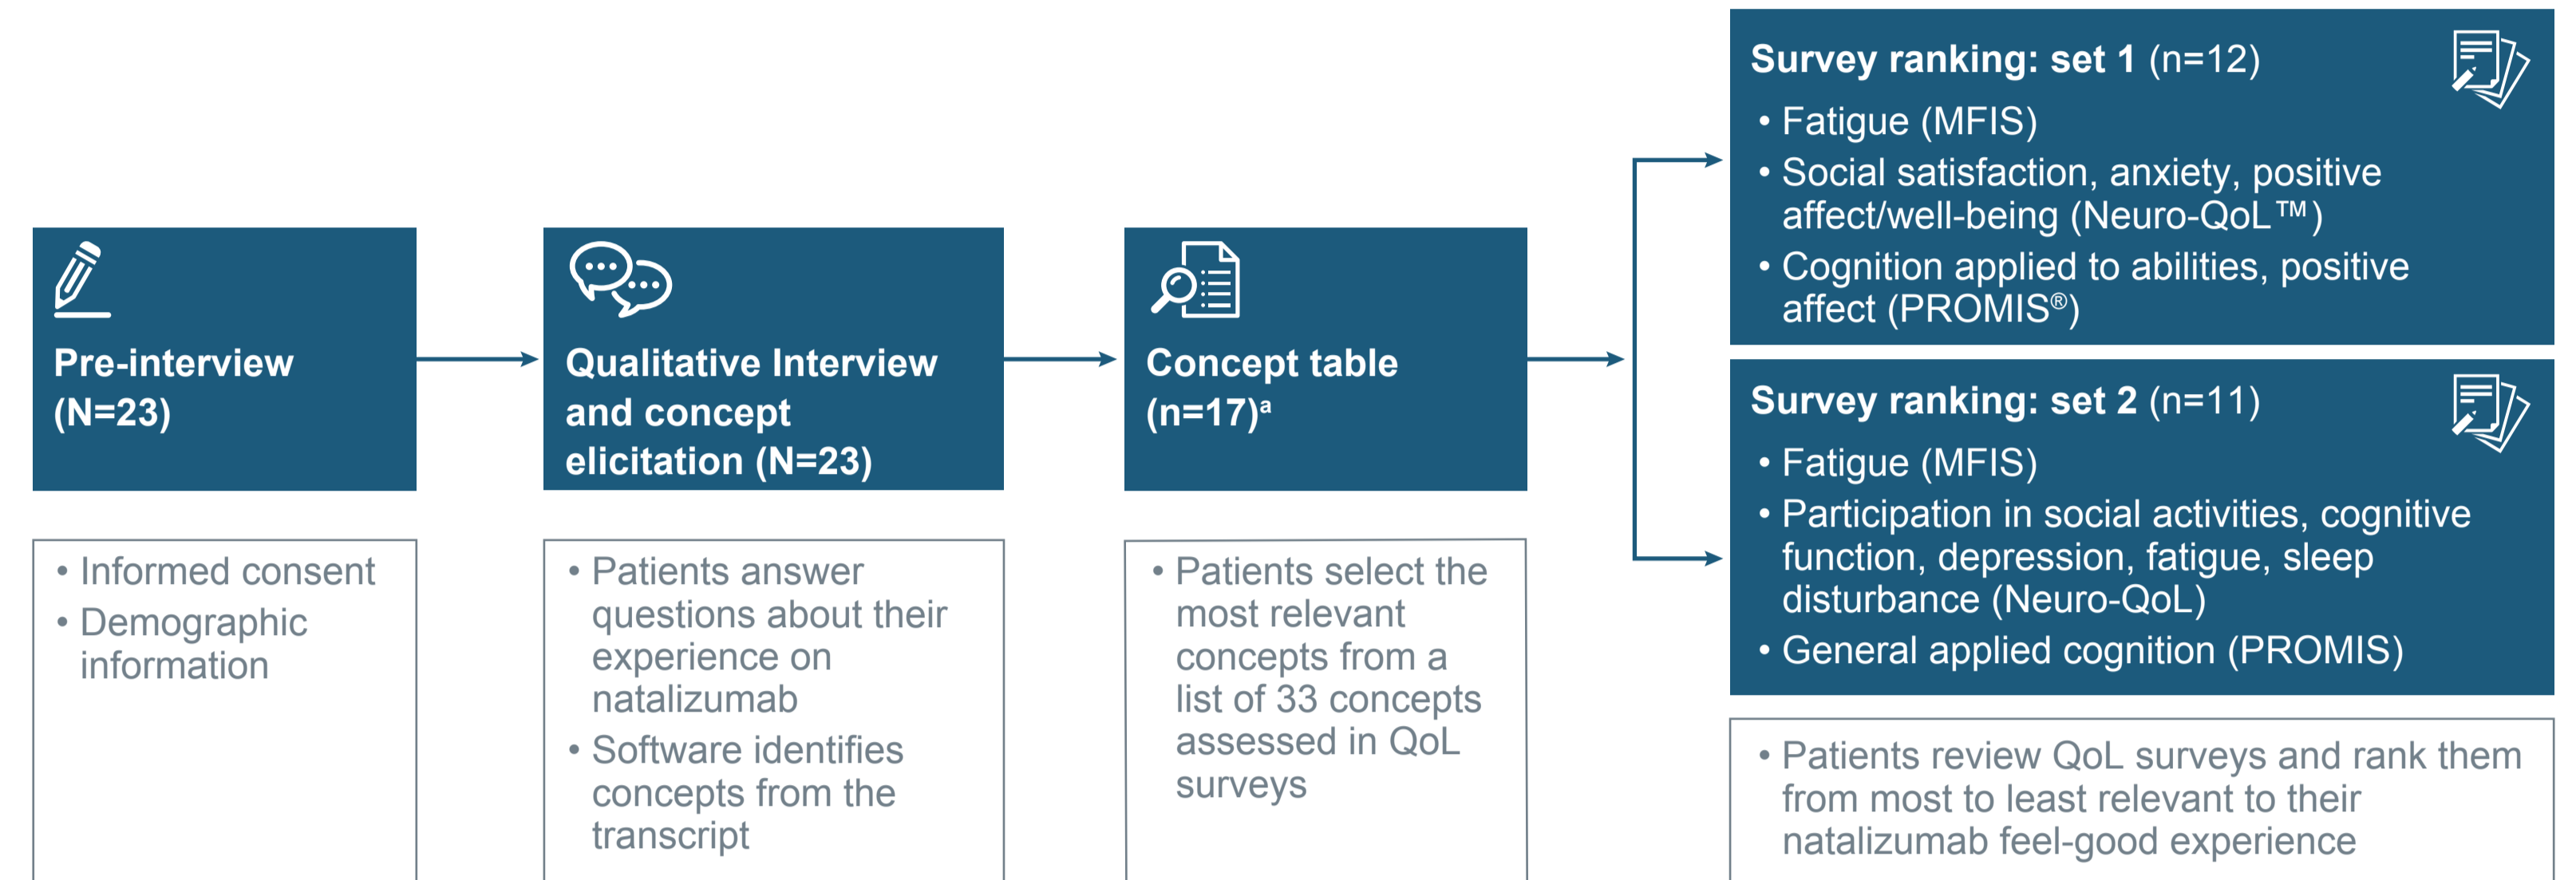 Pre-interview
(N=23)
• Informed consent
• Demographic
information
Qualitative Interview
and concept
elicitation (N=23)
• Patients answer
questions about their
experience on
natalizumab
• Software identifies
concepts from the
transcript
Concept table
(n=17)ᵃ
• Patients select the
most relevant
concepts from a
list of 33 concepts
assessed in QoL
surveys
Survey ranking: set 1 (n=12)
• Fatigue (MFIS)
• Social satisfaction, anxiety, positive
affect/well-being (Neuro-QoL™)
• Cognition applied to abilities, positive
affect (PROMIS®)
Survey ranking: set 2 (n=11)
• Fatigue (MFIS)
• Participation in social activities, cognitive
function, depression, fatigue, sleep
disturbance (Neuro-QoL)
• General applied cognition (PROMIS)
• Patients review QoL surveys and rank them
from most to least relevant to their
natalizumab feel-good experience